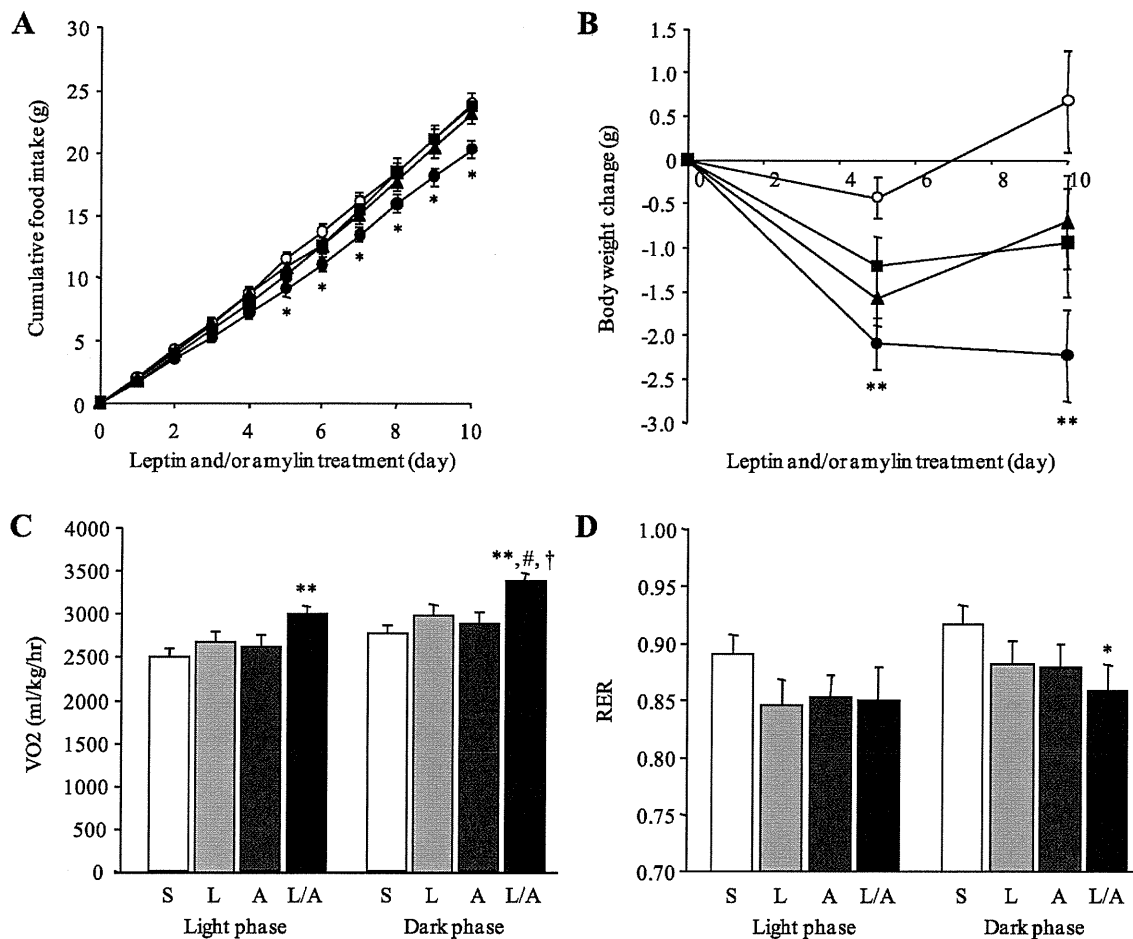 A
Cumulative food intake (g)
30
25
20
15
10
5
0
* * * * * *
0 2 4 6 8 10
Leptin and/or amylin treatment (day)
B
Body weight change (g)
1.5
1.0
0.5
0
-0.5
-1.0
-1.5
-2.0
-2.5
-3.0
0 2 4 6 8 10
**
**
Leptin and/or amylin treatment (day)
C
VO2 (ml/kg/hr)
4000
3500
3000
2500
2000
1500
1000
500
0
**
**,#,†
S L A L/A S L A L/A
Light phase Dark phase
D
RER
1.00
0.95
0.90
0.85
0.80
0.75
0.70
*
S L A L/A S L A L/A
Light phase Dark phase